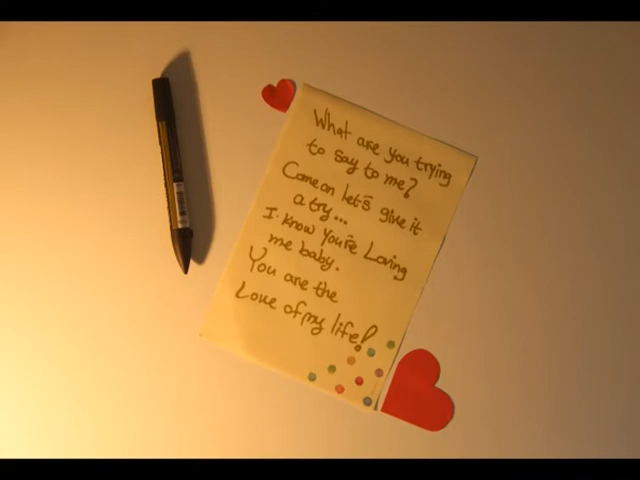 What are you trying
to say to me?
Come on let's give it
a try...
I know you're Loving
me baby.
You are the
Love of my life!